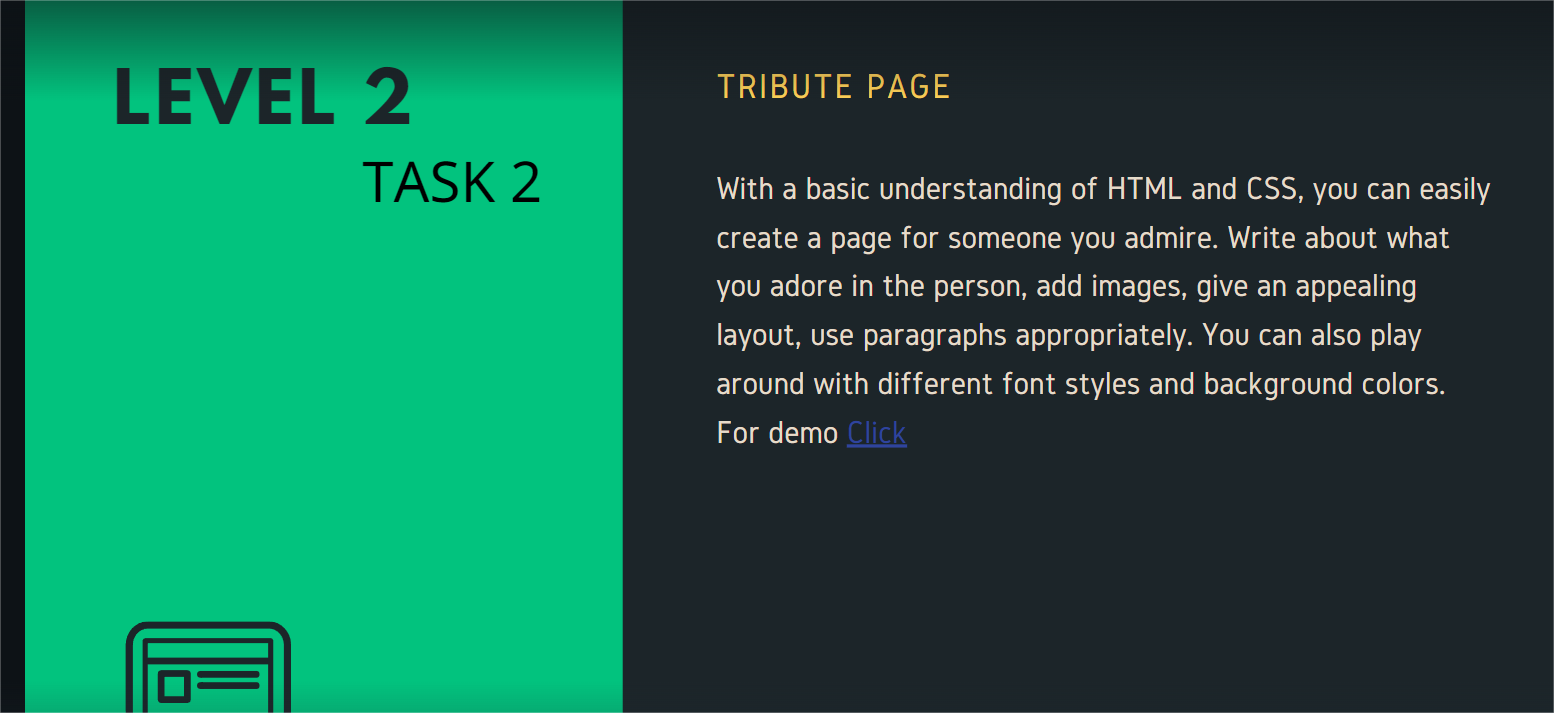 LEVEL 2
TASK 2
TRIBUTE PAGE
With a basic understanding of HTML and CSS, you can easily
create a page for someone you admire. Write about what
you adore in the person, add images, give an appealing
layout, use paragraphs appropriately. You can also play
around with different font styles and background colors.
For demo Click